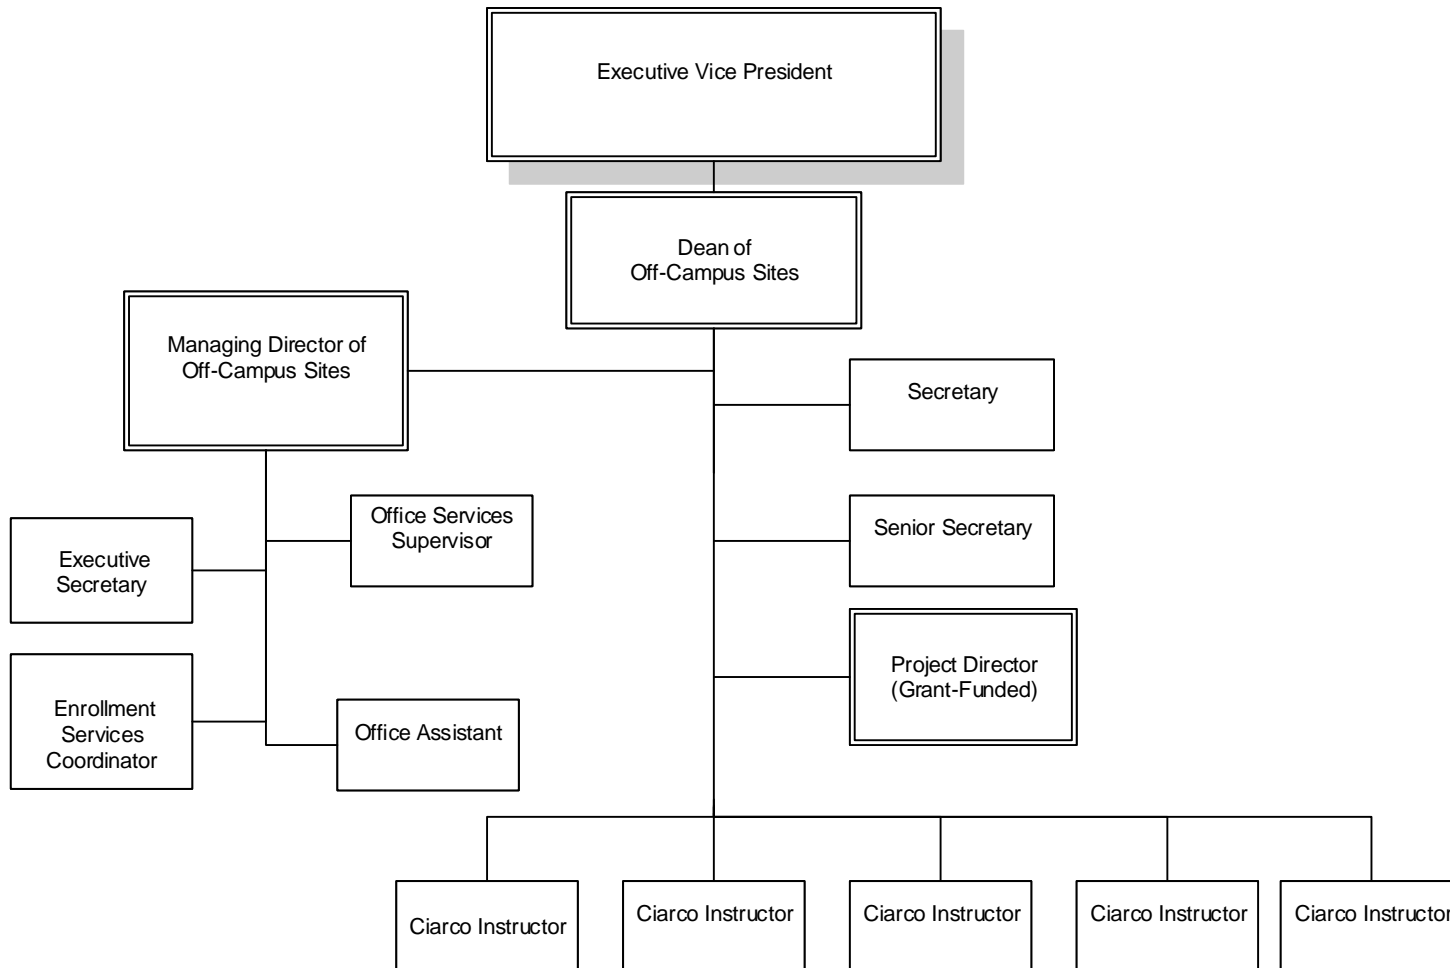 Executive Vice President
Dean of
Off-Campus Sites
Managing Director of
Off-Campus Sites
Secretary
Office Services
Supervisor
Senior Secretary
Executive
Secretary
Project Director
(Grant-Funded)
Enrollment
Services
Coordinator
Office Assistant
Ciarco Instructor
Ciarco Instructor
Ciarco Instructor
Ciarco Instructor
Ciarco Instructor